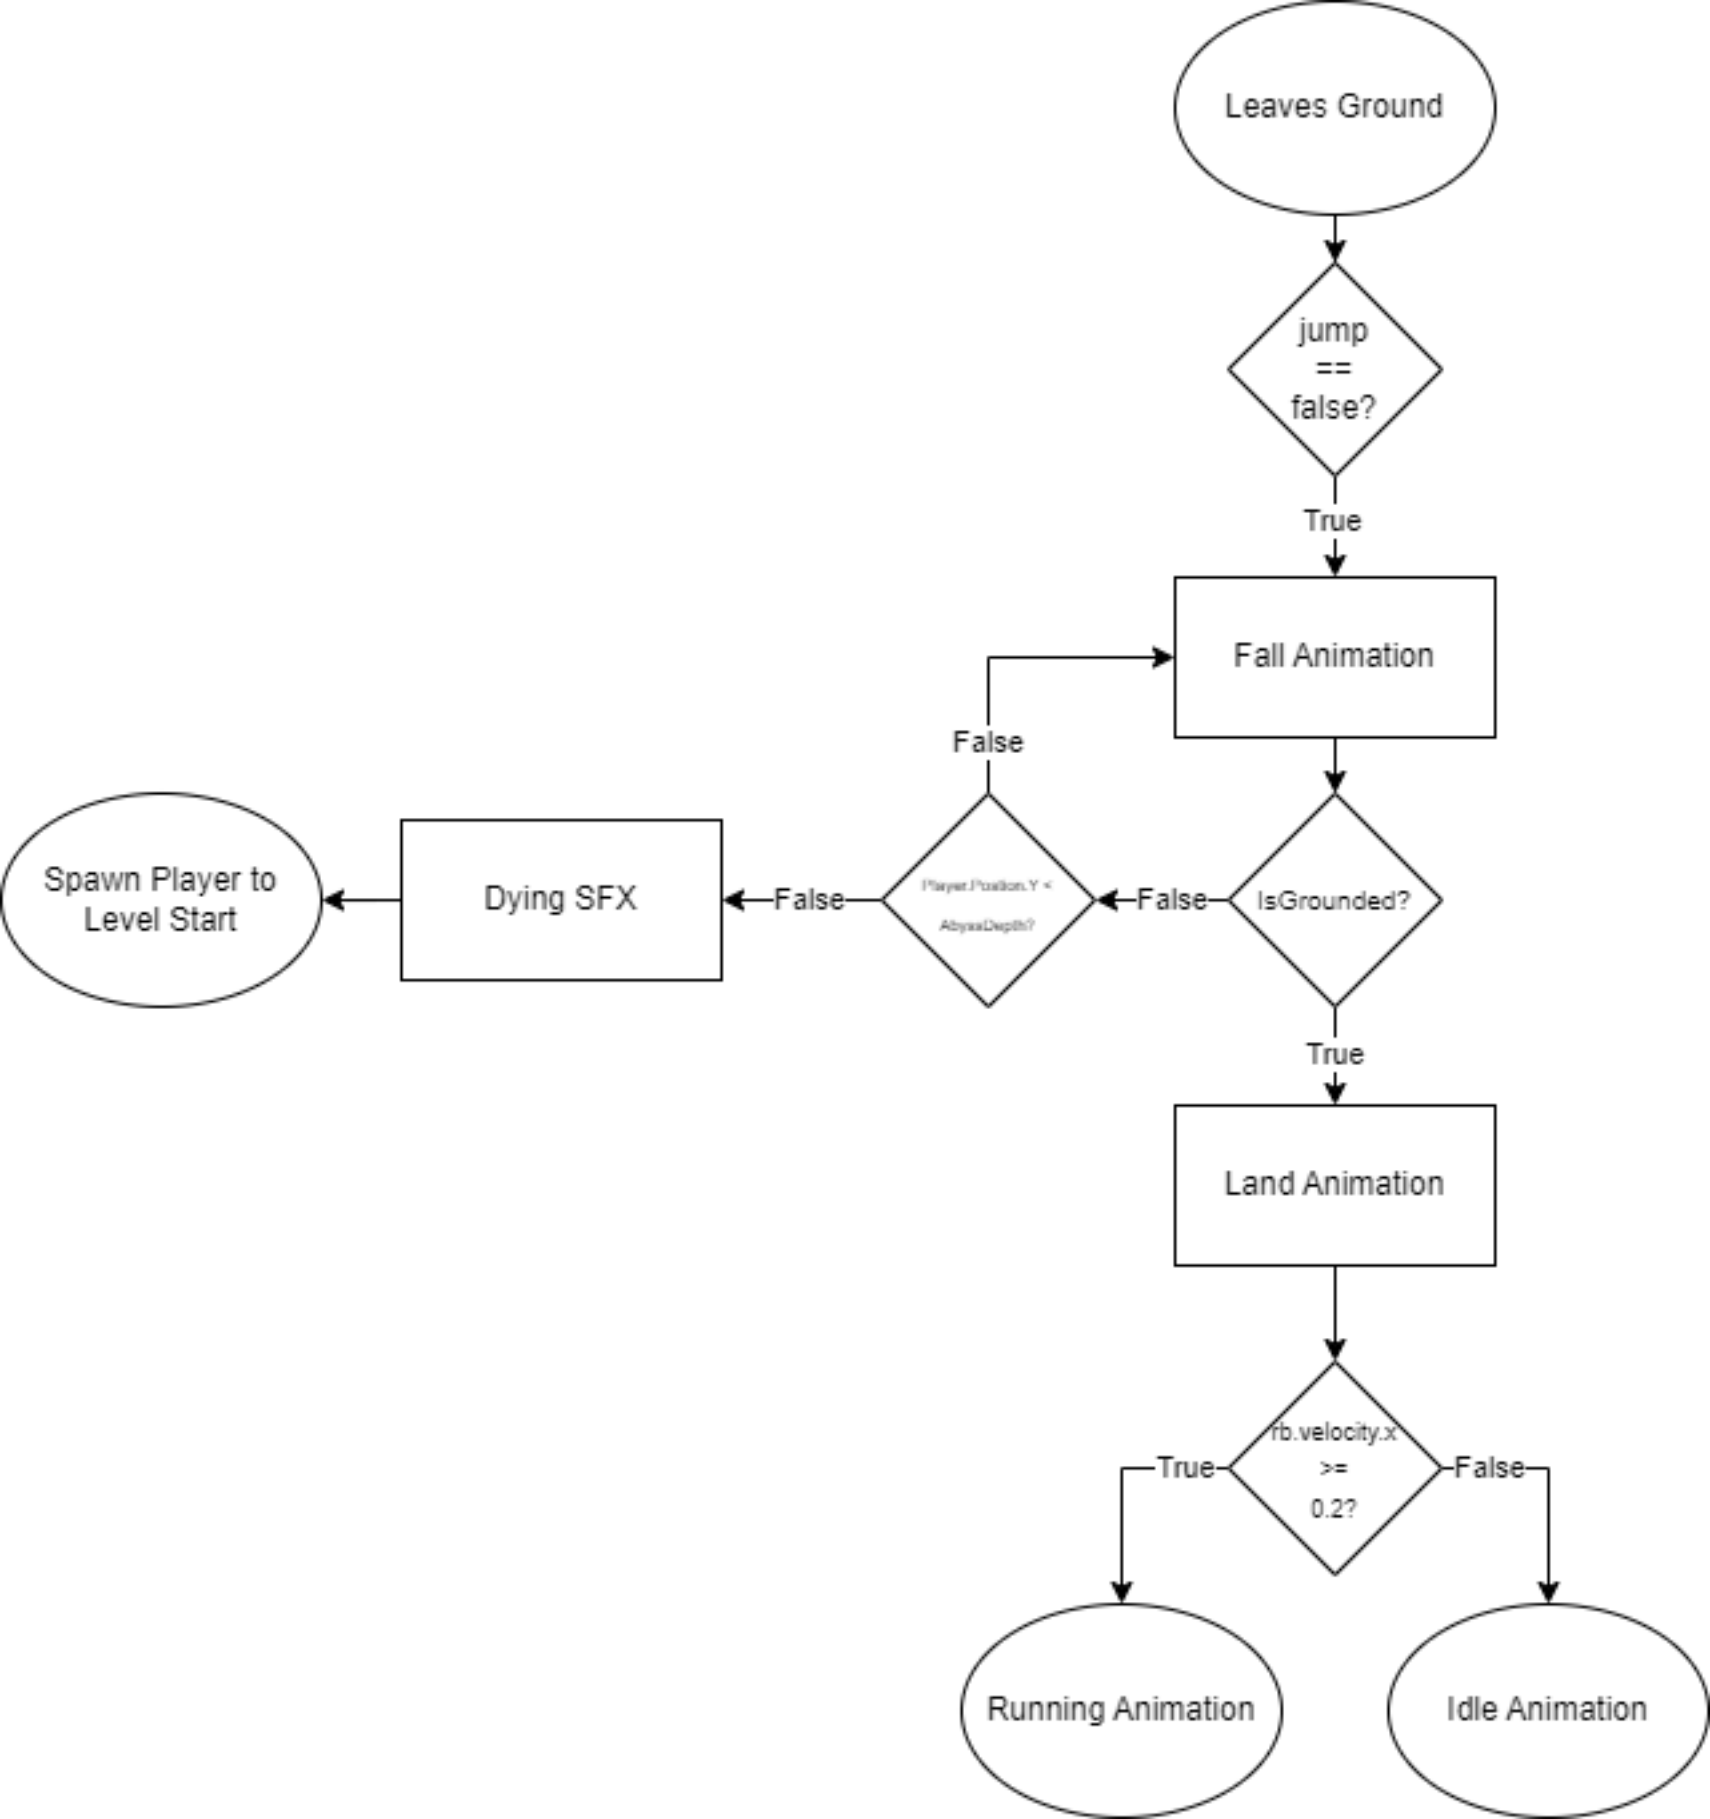 Leaves Ground
jump
==
false?
True
Fall Animation
False
IsGrounded?
False
Player.Postion.Y <
AbyssDepth?
False
Dying SFX
Spawn Player to
Level Start
True
Land Animation
rb.velocity.x
>=
0.2?
True
False
Running Animation
Idle Animation